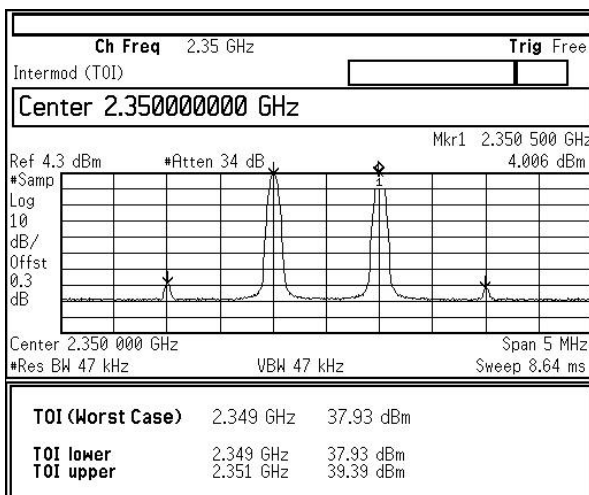 Ch Freq 2.35 GHz Trig Free
Intermod (TOI)
Center 2.350000000 GHz
Mkr1 2.350 500 GHz
Ref 4.3 dBm #Atten 34 dB 4.006 dBm
#Samp
Log
10
dB/
Offst
0.3
dB
1
Center 2.350 000 GHz Span 5 MHz
#Res BW 47 kHz VBW 47 kHz Sweep 8.64 ms
TOI (Worst Case) 2.349 GHz 37.93 dBm
TOI lower 2.349 GHz 37.93 dBm
TOI upper 2.351 GHz 39.39 dBm